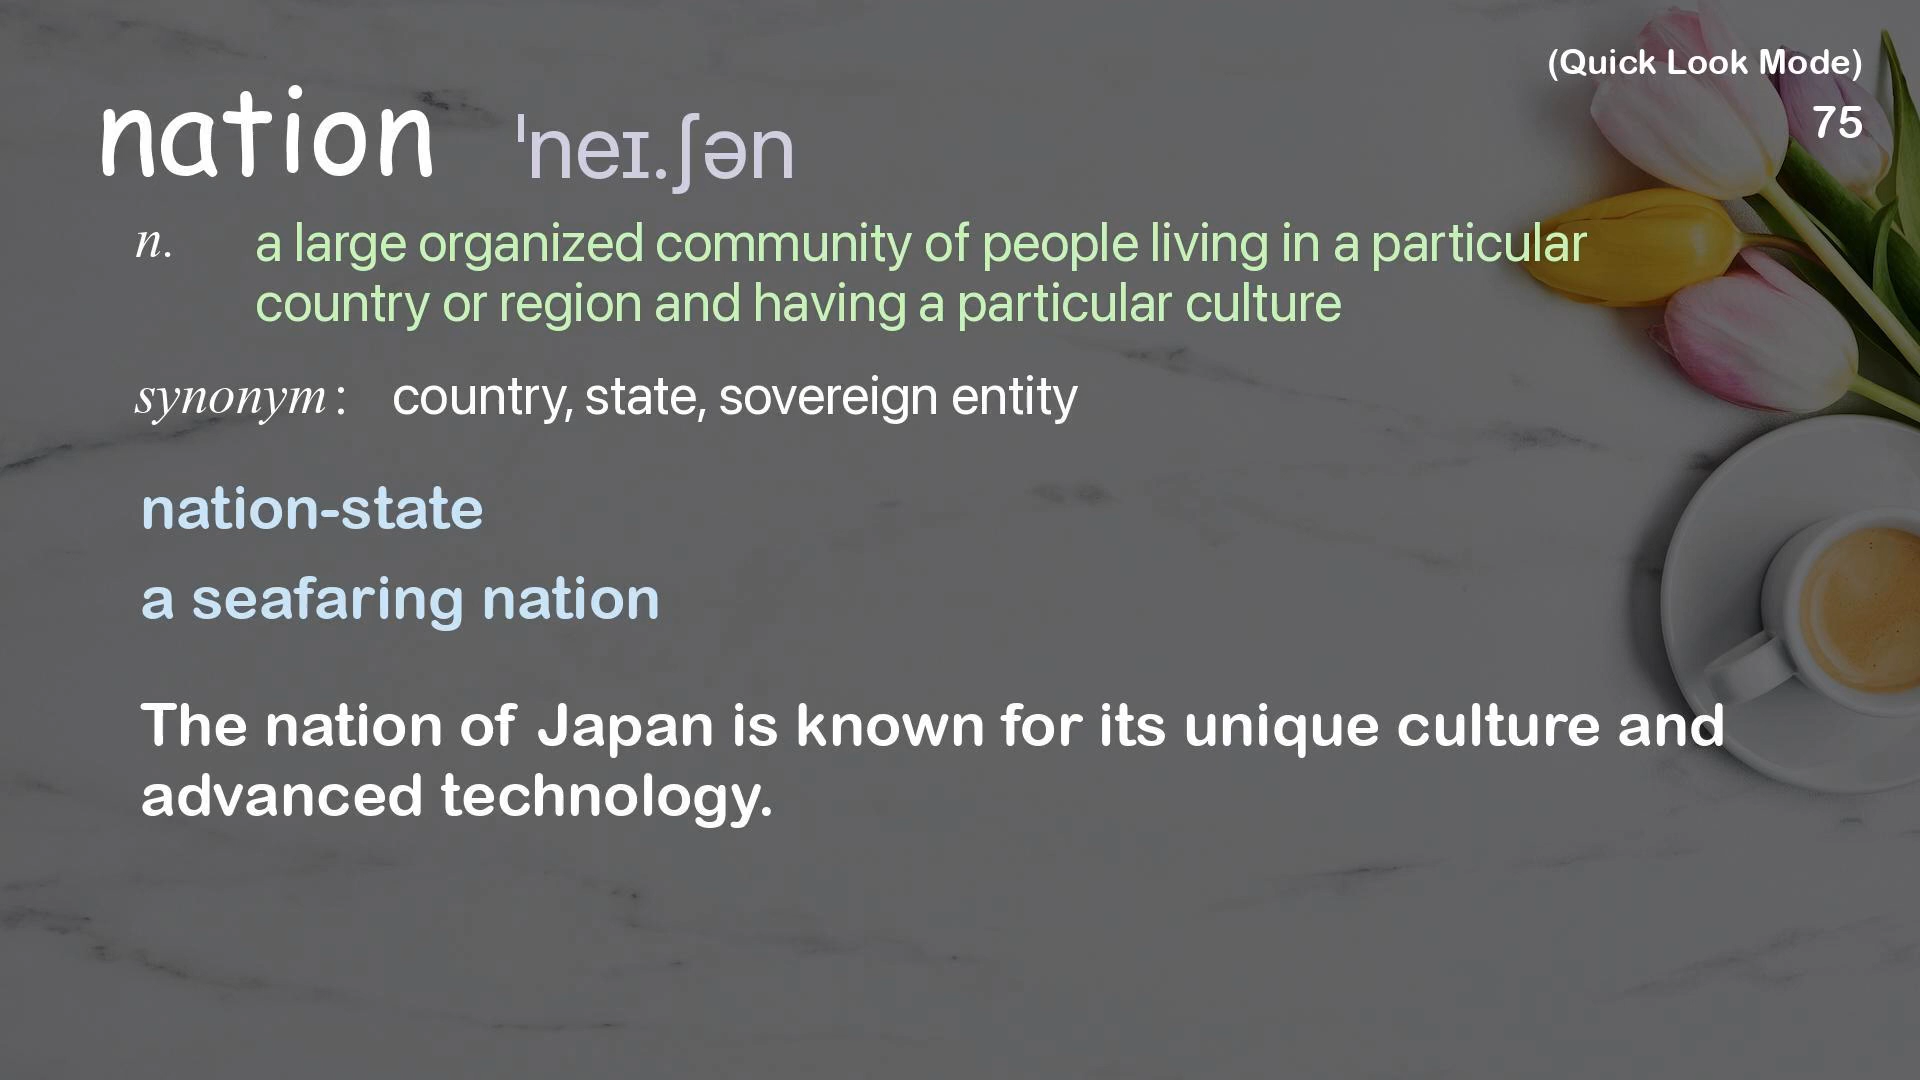 (Quick Look Mode)
75
nation ˈneɪ.ʃən
n. a large organized community of people living in a particular
country or region and having a particular culture
synonym: country, state, sovereign entity
nation-state
a seafaring nation
The nation of Japan is known for its unique culture and
advanced technology.